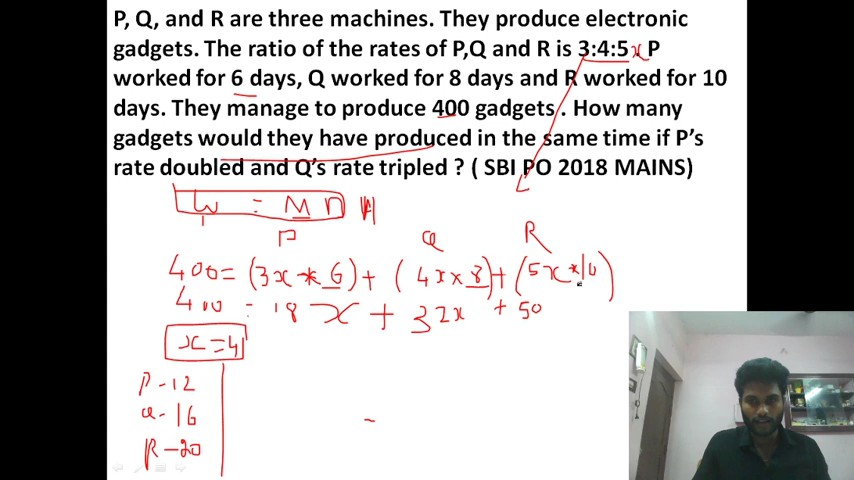 P, Q, and R are three machines. They produce electronic
gadgets. The ratio of the rates of P,Q and R is 3:4:5 x P
worked for 6 days, Q worked for 8 days and R worked for 10
days. They manage to produce 400 gadgets . How many
gadgets would they have produced in the same time if P's
rate doubled and Q's rate tripled ? ( SBI PO 2018 MAINS)
W = M D H
P Q R
400 = (3x * 6) + (4x x 8) + (5x * 10)
400 = 18x + 32x + 50
x = 4
P - 12
Q - 16
R - 20
=